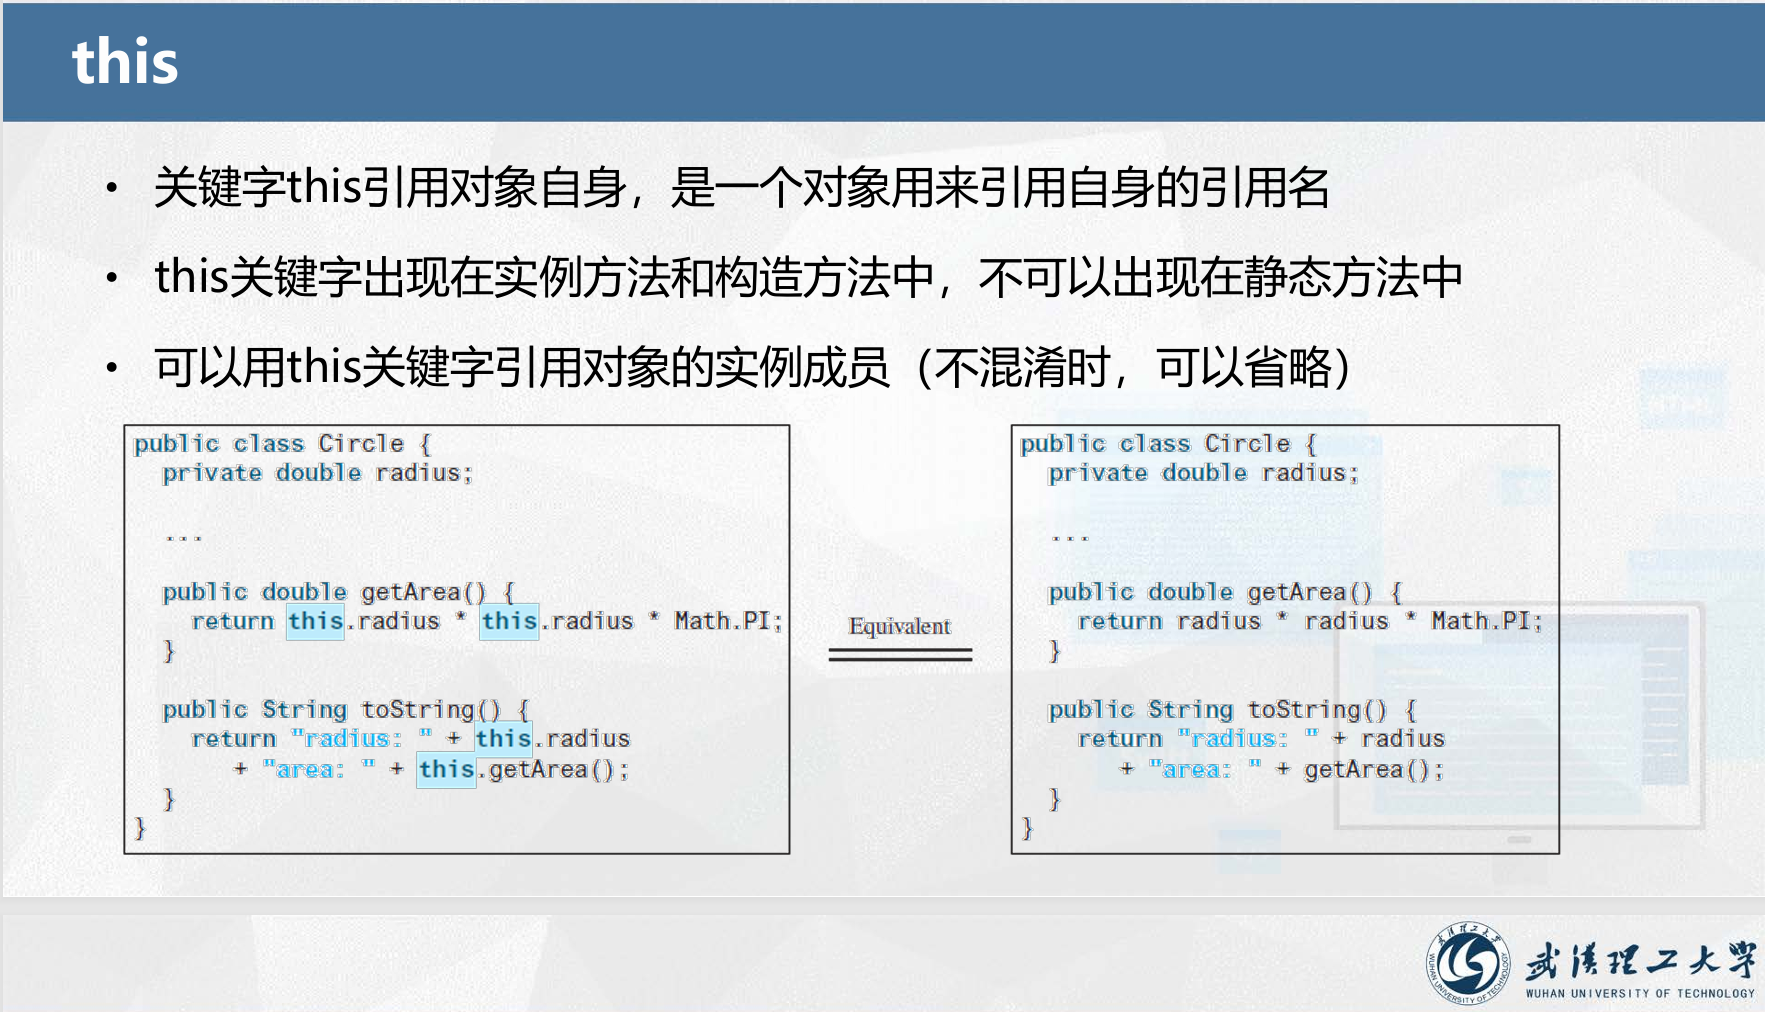 this
• 关键字this引用对象自身，是一个对象用来引用自身的引用名
• this关键字出现在实例方法和构造方法中，不可以出现在静态方法中
• 可以用this关键字引用对象的实例成员（不混淆时，可以省略）
public class Circle {
private double radius;
...
public double getArea() {
return this.radius * this.radius * Math.PI;
}
public String toString() {
return "radius: " + this.radius
+ "area: " + this.getArea();
}
}
Equivalent
public class Circle {
private double radius;
...
public double getArea() {
return radius * radius * Math.PI;
}
public String toString() {
return "radius: " + radius
+ "area: " + getArea();
}
}
武汉理工大学
WUHAN UNIVERSITY OF TECHNOLOGY